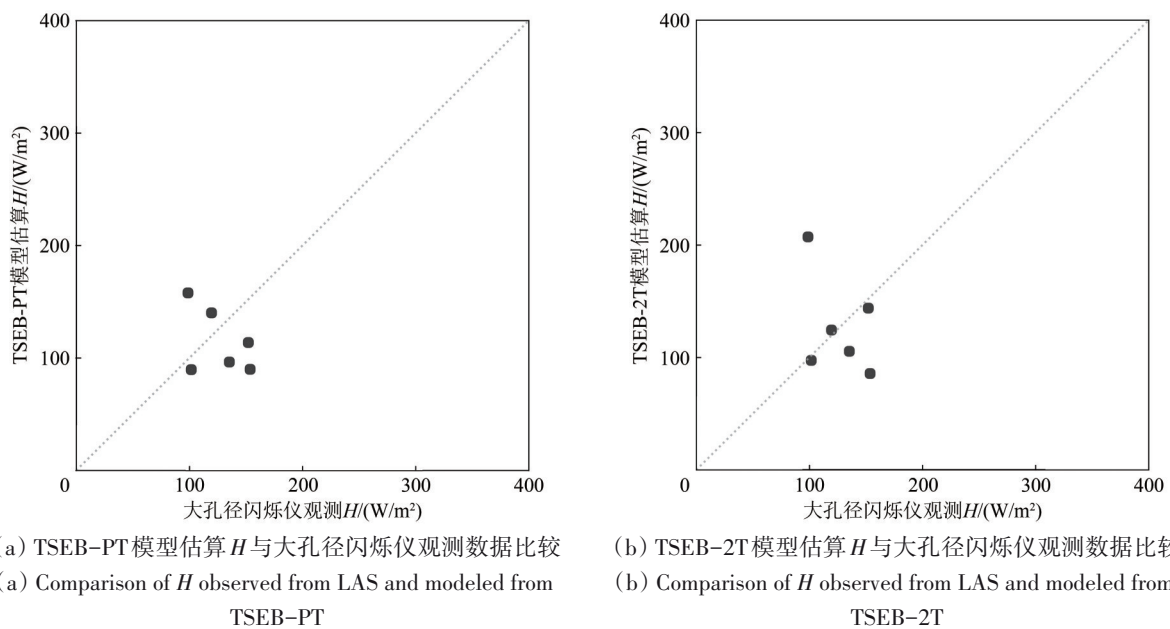 400
300
200
100
0
100
200
300
400
TSEB-PT模型估算H/(W/m²)
大孔径闪烁仪观测H/(W/m²)
400
300
200
100
0
100
200
300
400
TSEB-2T模型估算H/(W/m²)
大孔径闪烁仪观测H/(W/m²)
(a) TSEB-PT模型估算H与大孔径闪烁仪观测数据比较
(a) Comparison of H observed from LAS and modeled from
TSEB-PT
(b) TSEB-2T模型估算H与大孔径闪烁仪观测数据比较
(b) Comparison of H observed from LAS and modeled from
TSEB-2T